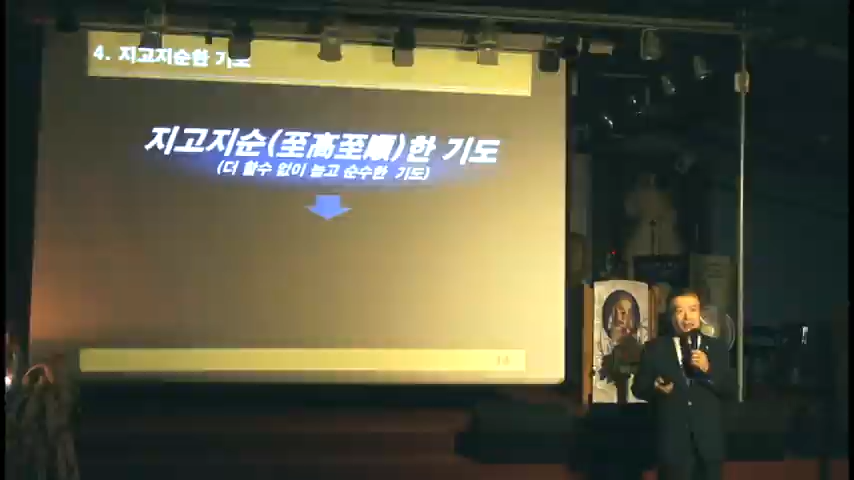 4. 지고지순한 기도
지고지순(至高至順)한 기도
(더 할수 없이 높고 순수한 기도)